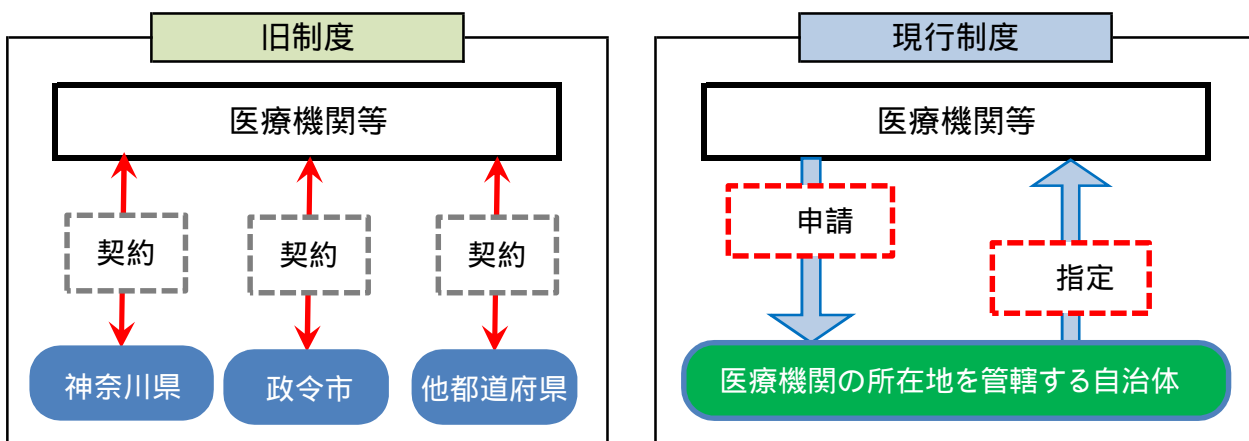 旧制度
医療機関等
契約
契約
契約
神奈川県
政令市
他都道府県
現行制度
医療機関等
申請
指定
医療機関の所在地を管轄する自治体